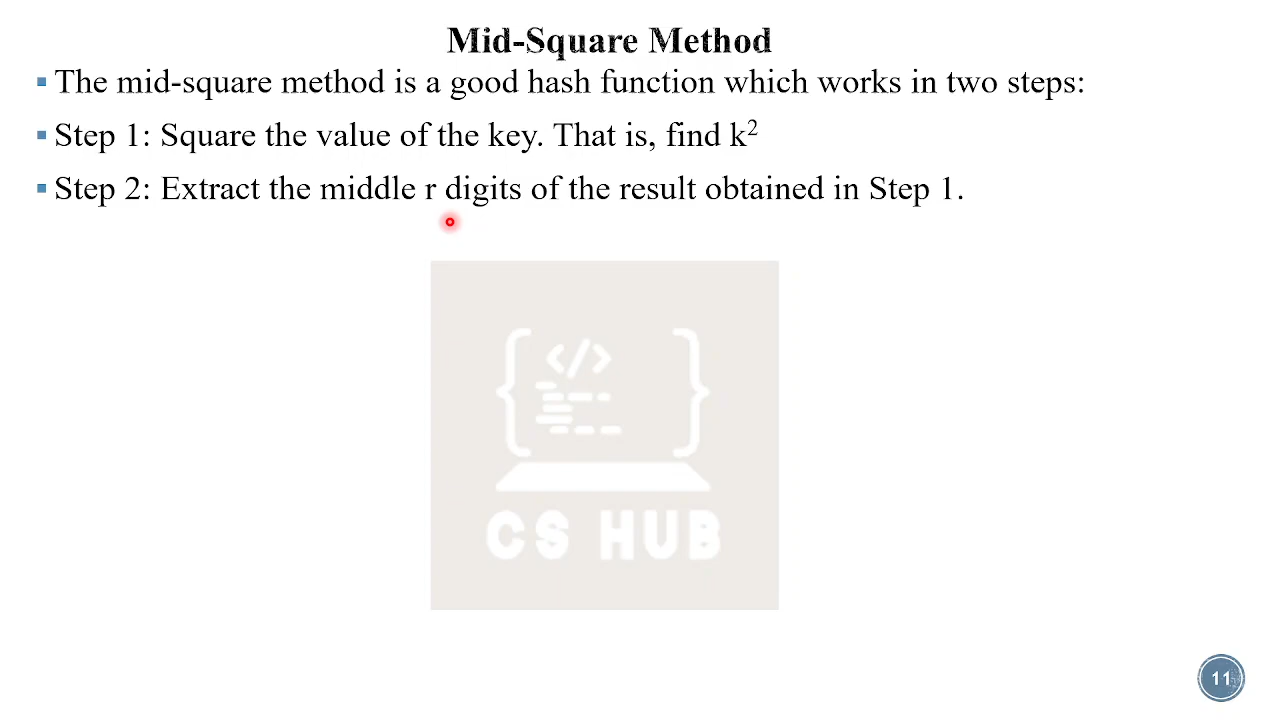 Mid-Square Method
▪ The mid-square method is a good hash function which works in two steps:
▪ Step 1: Square the value of the key. That is, find k²
▪ Step 2: Extract the middle r digits of the result obtained in Step 1.
</>
CS HUB
11